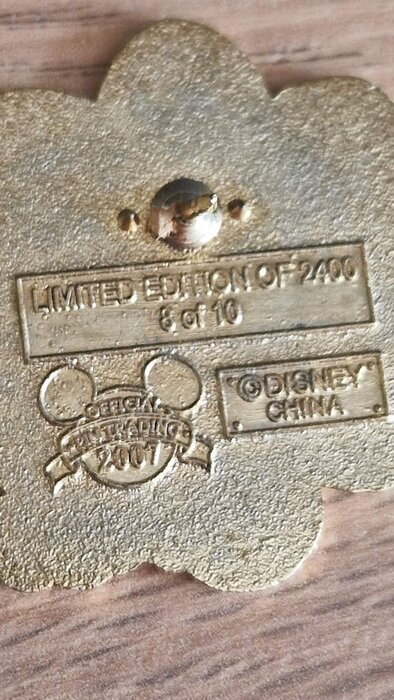 LIMITED EDITION OF 2400
8 of 10
OFFICIAL
PIN TRADING
2007
©DISNEY
CHINA